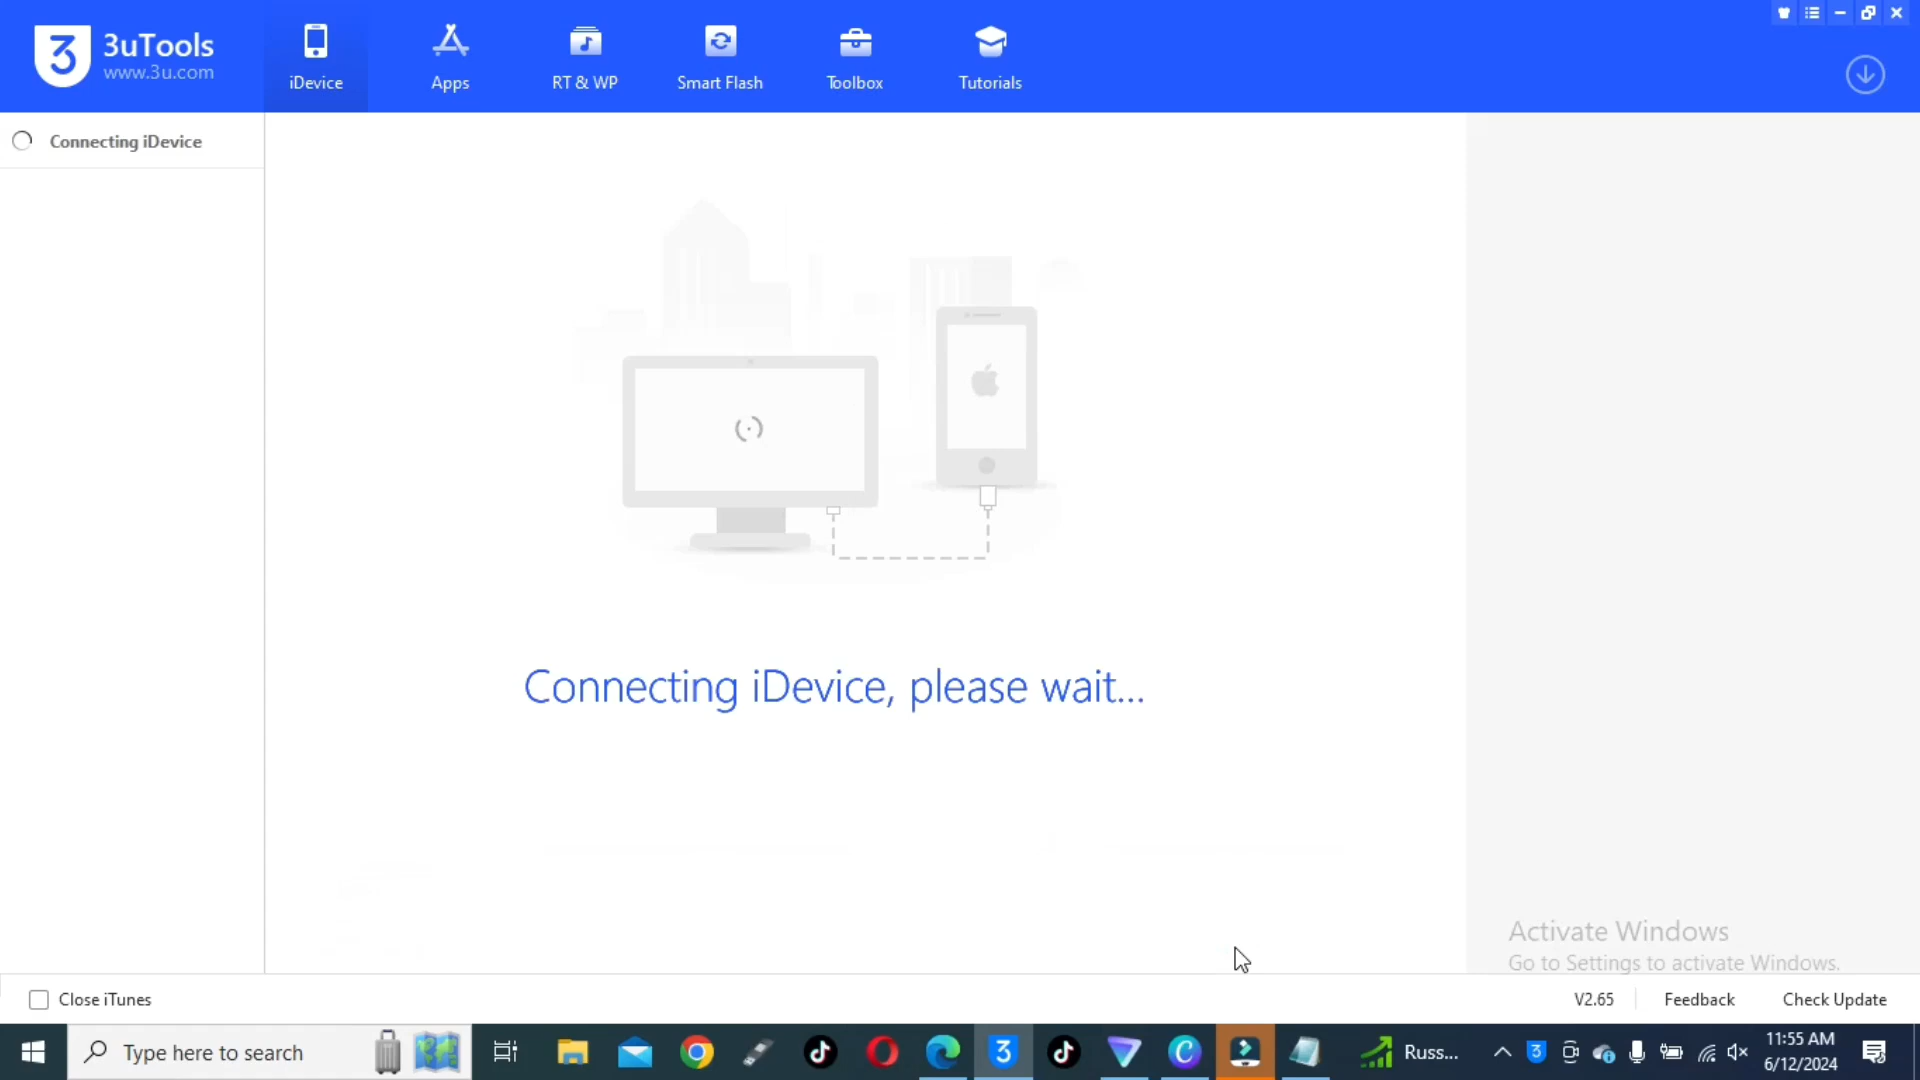 3uTools
www.3u.com
iDevice
Apps
RT & WP
Smart Flash
Toolbox
Tutorials
Connecting iDevice
Connecting iDevice, please wait...
Activate Windows
Go to Settings to activate Windows.
Close iTunes
V2.65
Feedback
Check Update
Type here to search
Russ...
11:55 AM
6/12/2024